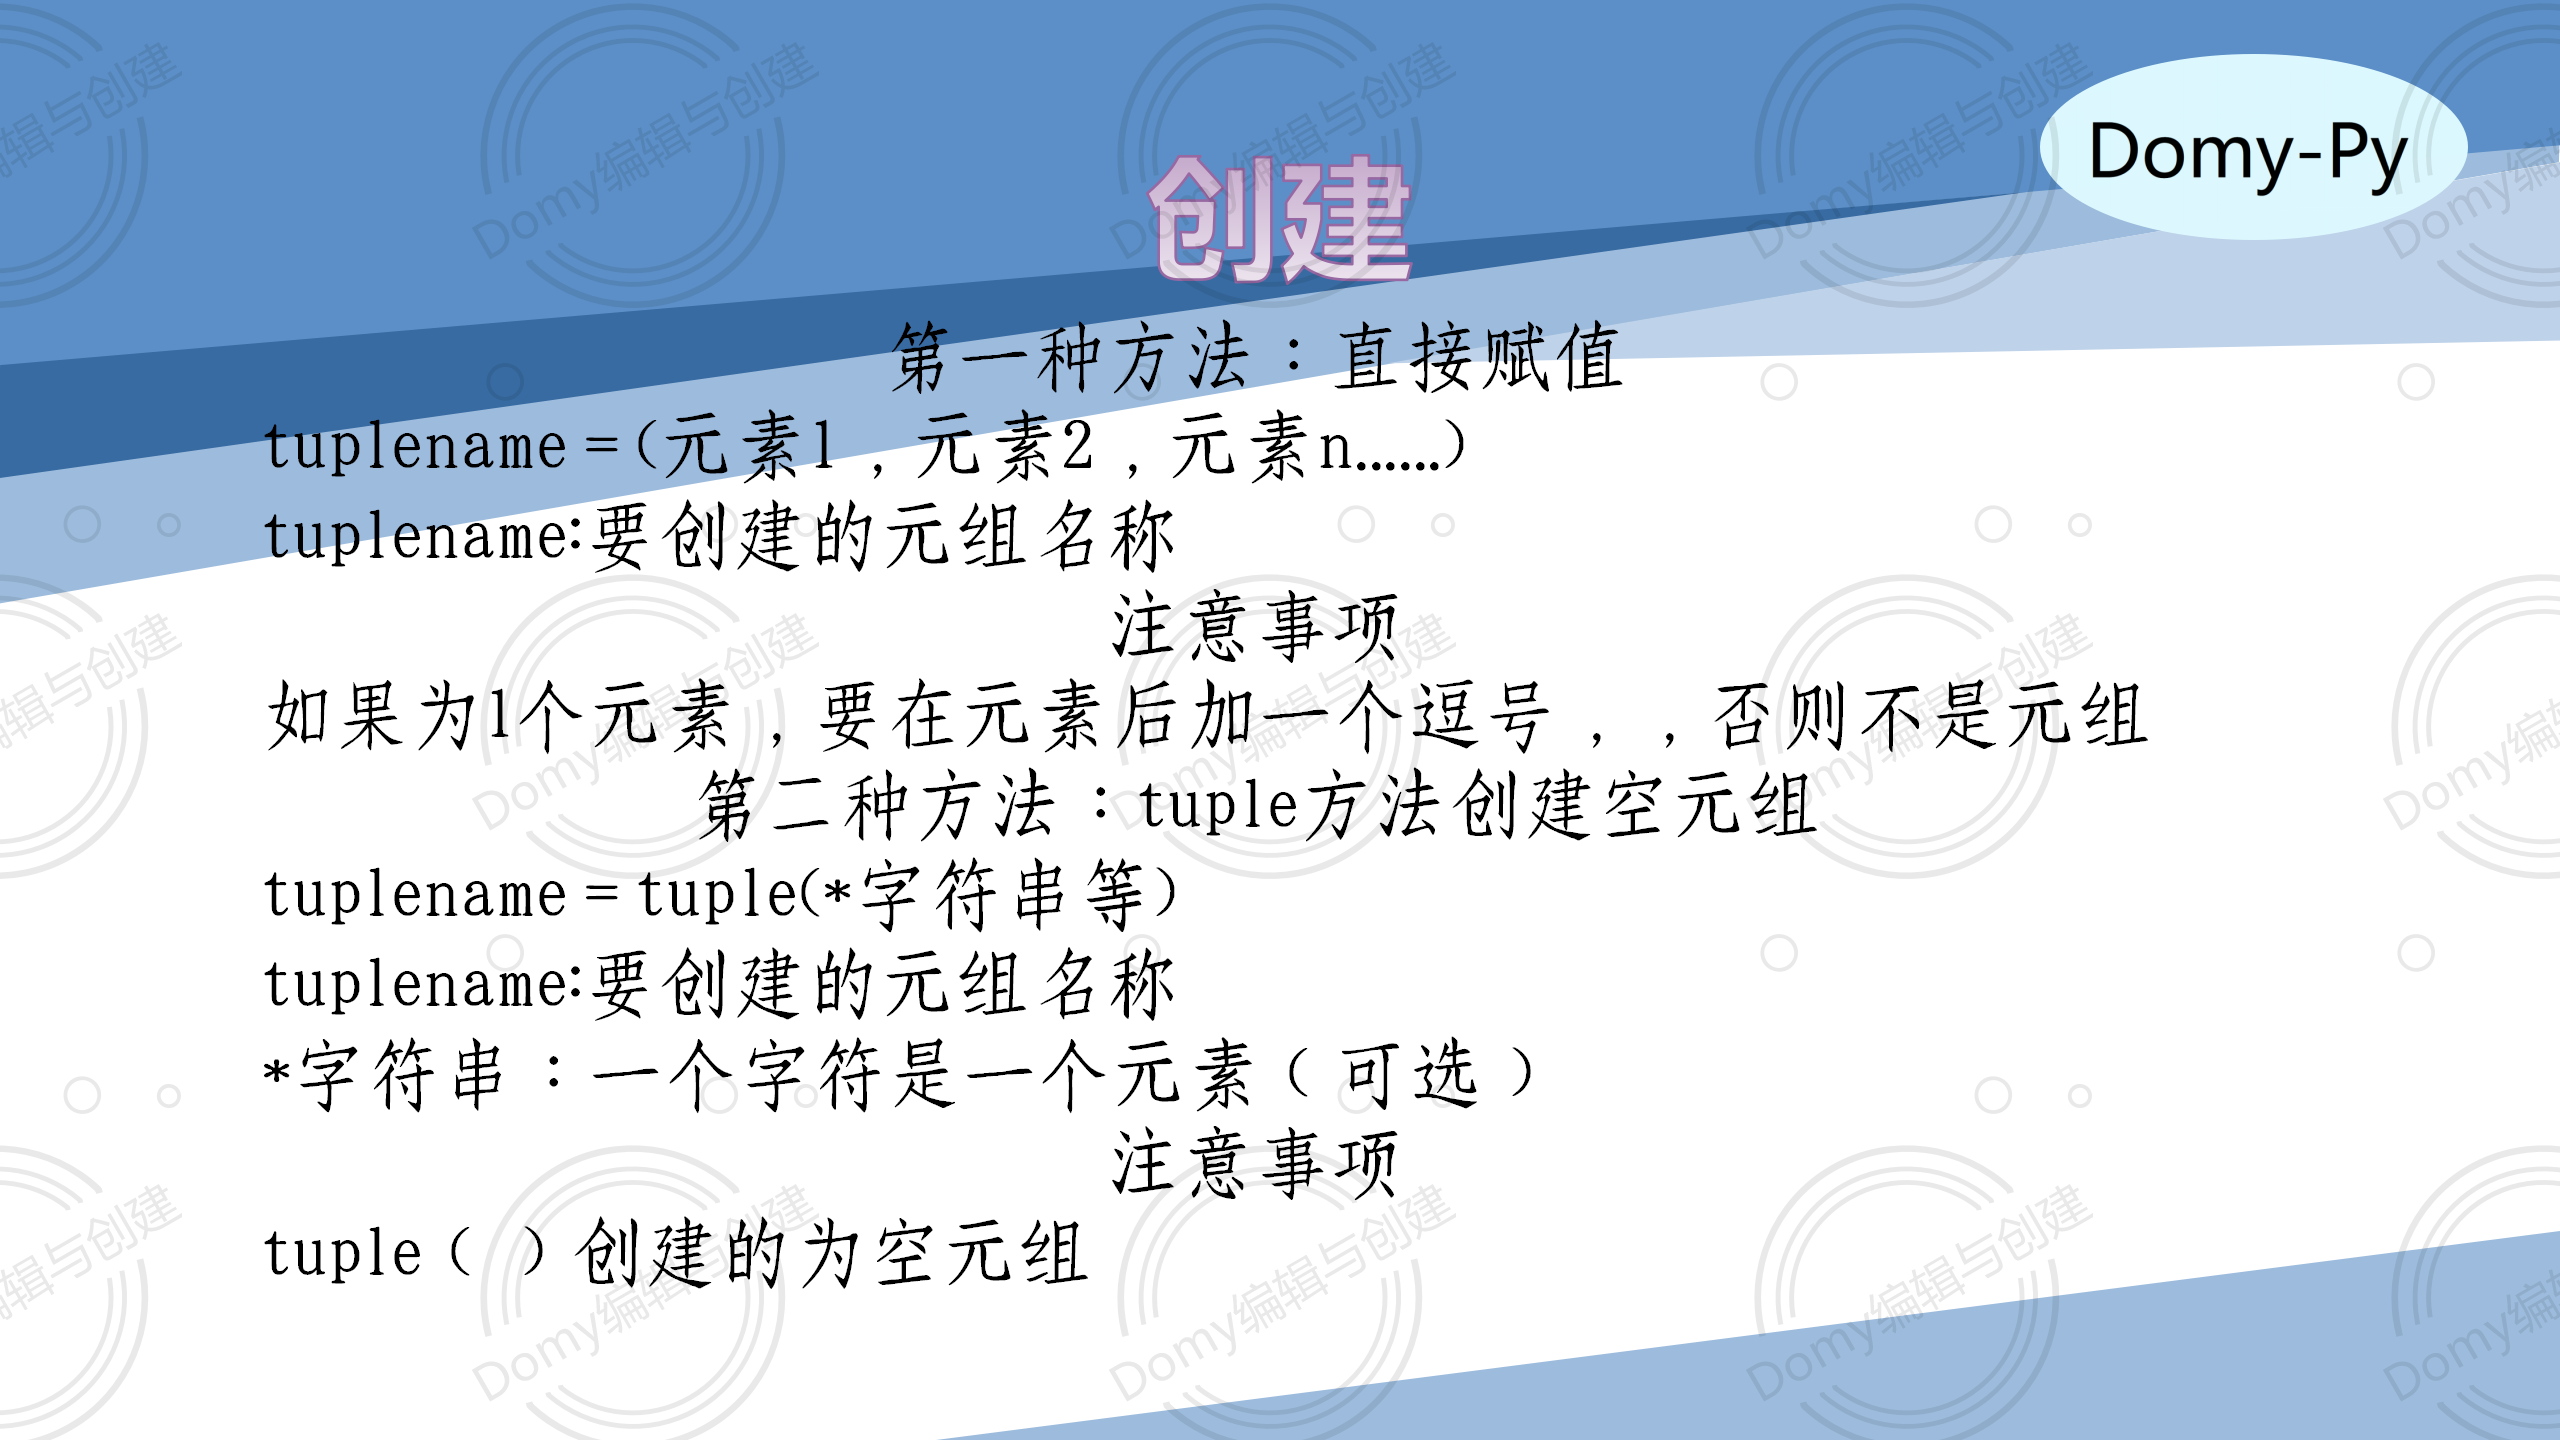 Domy-Py
创建
第一种方法：直接赋值
tuplename =(元素1，元素2，元素n……)
tuplename:要创建的元组名称
注意事项
如果为1个元素，要在元素后加一个逗号，，否则不是元组
第二种方法：tuple方法创建空元组
tuplename = tuple(*字符串等)
tuplename:要创建的元组名称
*字符串：一个字符是一个元素（可选）
注意事项
tuple（ ）创建的为空元组
Domy编辑与创建